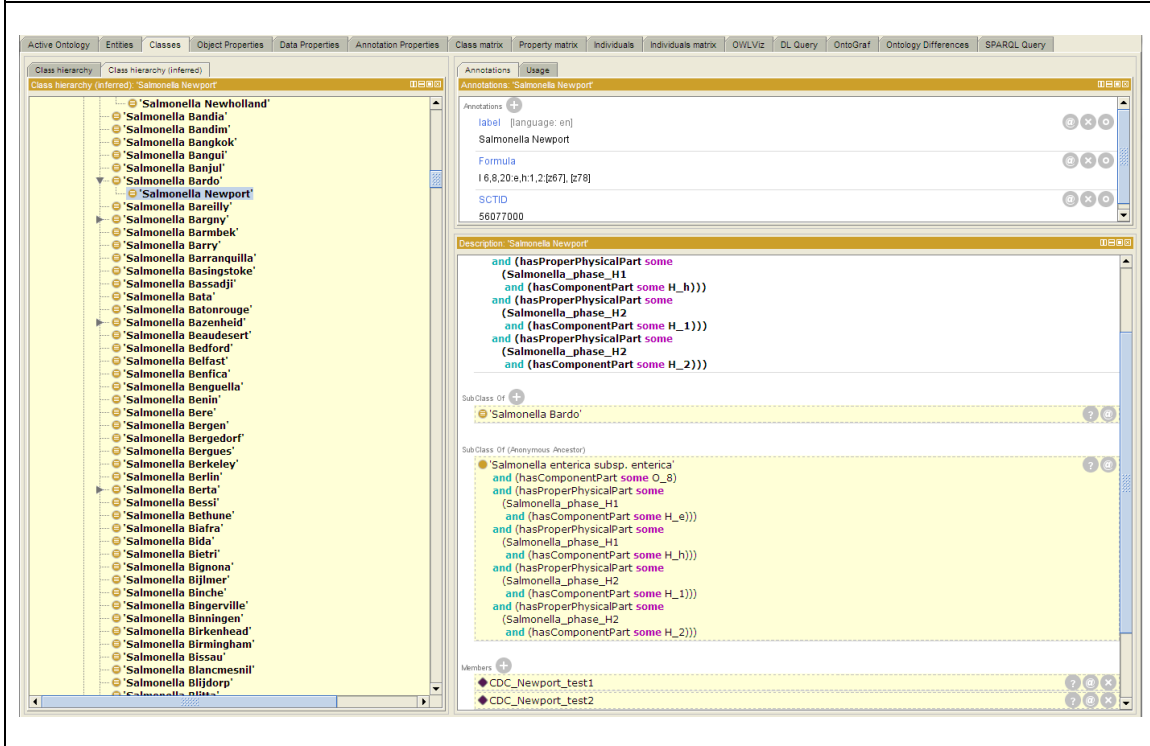 Active Ontology Entities Classes Object Properties Data Properties Annotation Properties Class matrix Property matrix Individuals Individuals matrix OWLViz DL Query OntoGraf Ontology Differences SPARQL Query
Class hierarchy Class hierarchy (inferred)
Class hierarchy (inferred): 'Salmonella Newport'
'Salmonella Newholland'
'Salmonella Bandia'
'Salmonella Bandim'
'Salmonella Bangkok'
'Salmonella Bangui'
'Salmonella Banjul'
'Salmonella Bardo'
'Salmonella Newport'
'Salmonella Bareilly'
'Salmonella Bargny'
'Salmonella Barmbek'
'Salmonella Barry'
'Salmonella Barranquilla'
'Salmonella Basingstoke'
'Salmonella Bassadji'
'Salmonella Bata'
'Salmonella Batonrouge'
'Salmonella Bazenheid'
'Salmonella Beaudesert'
'Salmonella Bedford'
'Salmonella Belfast'
'Salmonella Benfica'
'Salmonella Benguella'
'Salmonella Benin'
'Salmonella Bere'
'Salmonella Bergen'
'Salmonella Bergedorf'
'Salmonella Bergues'
'Salmonella Berkeley'
'Salmonella Berlin'
'Salmonella Berta'
'Salmonella Bessi'
'Salmonella Bethune'
'Salmonella Biafra'
'Salmonella Bida'
'Salmonella Bietri'
'Salmonella Bignona'
'Salmonella Bijlmer'
'Salmonella Binche'
'Salmonella Bingerville'
'Salmonella Binningen'
'Salmonella Birkenhead'
'Salmonella Birmingham'
'Salmonella Bissau'
'Salmonella Blancmesnil'
'Salmonella Blijdorp'
'Salmonella Blitta'
Annotations Usage
Annotations: 'Salmonella Newport'
Annotations
label [language: en]
Salmonella Newport
Formula
I 6,8,20:e,h:1,2:[z67], [z78]
SCTID
56077000
Description: 'Salmonella Newport'
and (hasProperPhysicalPart some
(Salmonella_phase_H1
and (hasComponentPart some H_h)))
and (hasProperPhysicalPart some
(Salmonella_phase_H2
and (hasComponentPart some H_1)))
and (hasProperPhysicalPart some
(Salmonella_phase_H2
and (hasComponentPart some H_2)))
SubClass Of
'Salmonella Bardo'
SubClass Of (Anonymous Ancestor)
'Salmonella enterica subsp. enterica'
and (hasComponentPart some O_8)
and (hasProperPhysicalPart some
(Salmonella_phase_H1
and (hasComponentPart some H_e)))
and (hasProperPhysicalPart some
(Salmonella_phase_H1
and (hasComponentPart some H_h)))
and (hasProperPhysicalPart some
(Salmonella_phase_H2
and (hasComponentPart some H_1)))
and (hasProperPhysicalPart some
(Salmonella_phase_H2
and (hasComponentPart some H_2)))
Members
CDC_Newport_test1
CDC_Newport_test2